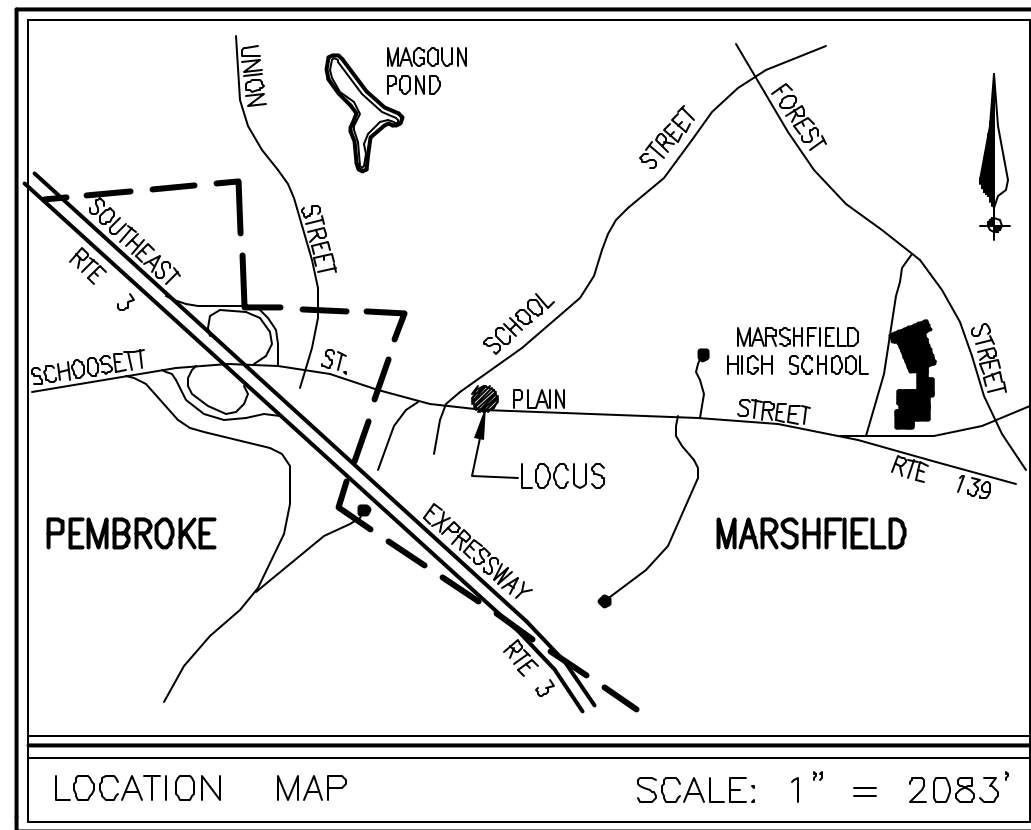 UNION
STREET
MAGOUN
POND
STREET
FOREST
STREET
SOUTHEAST
RTE 3
SCHOOSETT
ST.
SCHOOL
PLAIN
STREET
MARSHFIELD
HIGH SCHOOL
RTE 139
LOCUS
PEMBROKE
EXPRESSWAY
MARSHFIELD
RTE 3
LOCATION MAP SCALE: 1" = 2083'